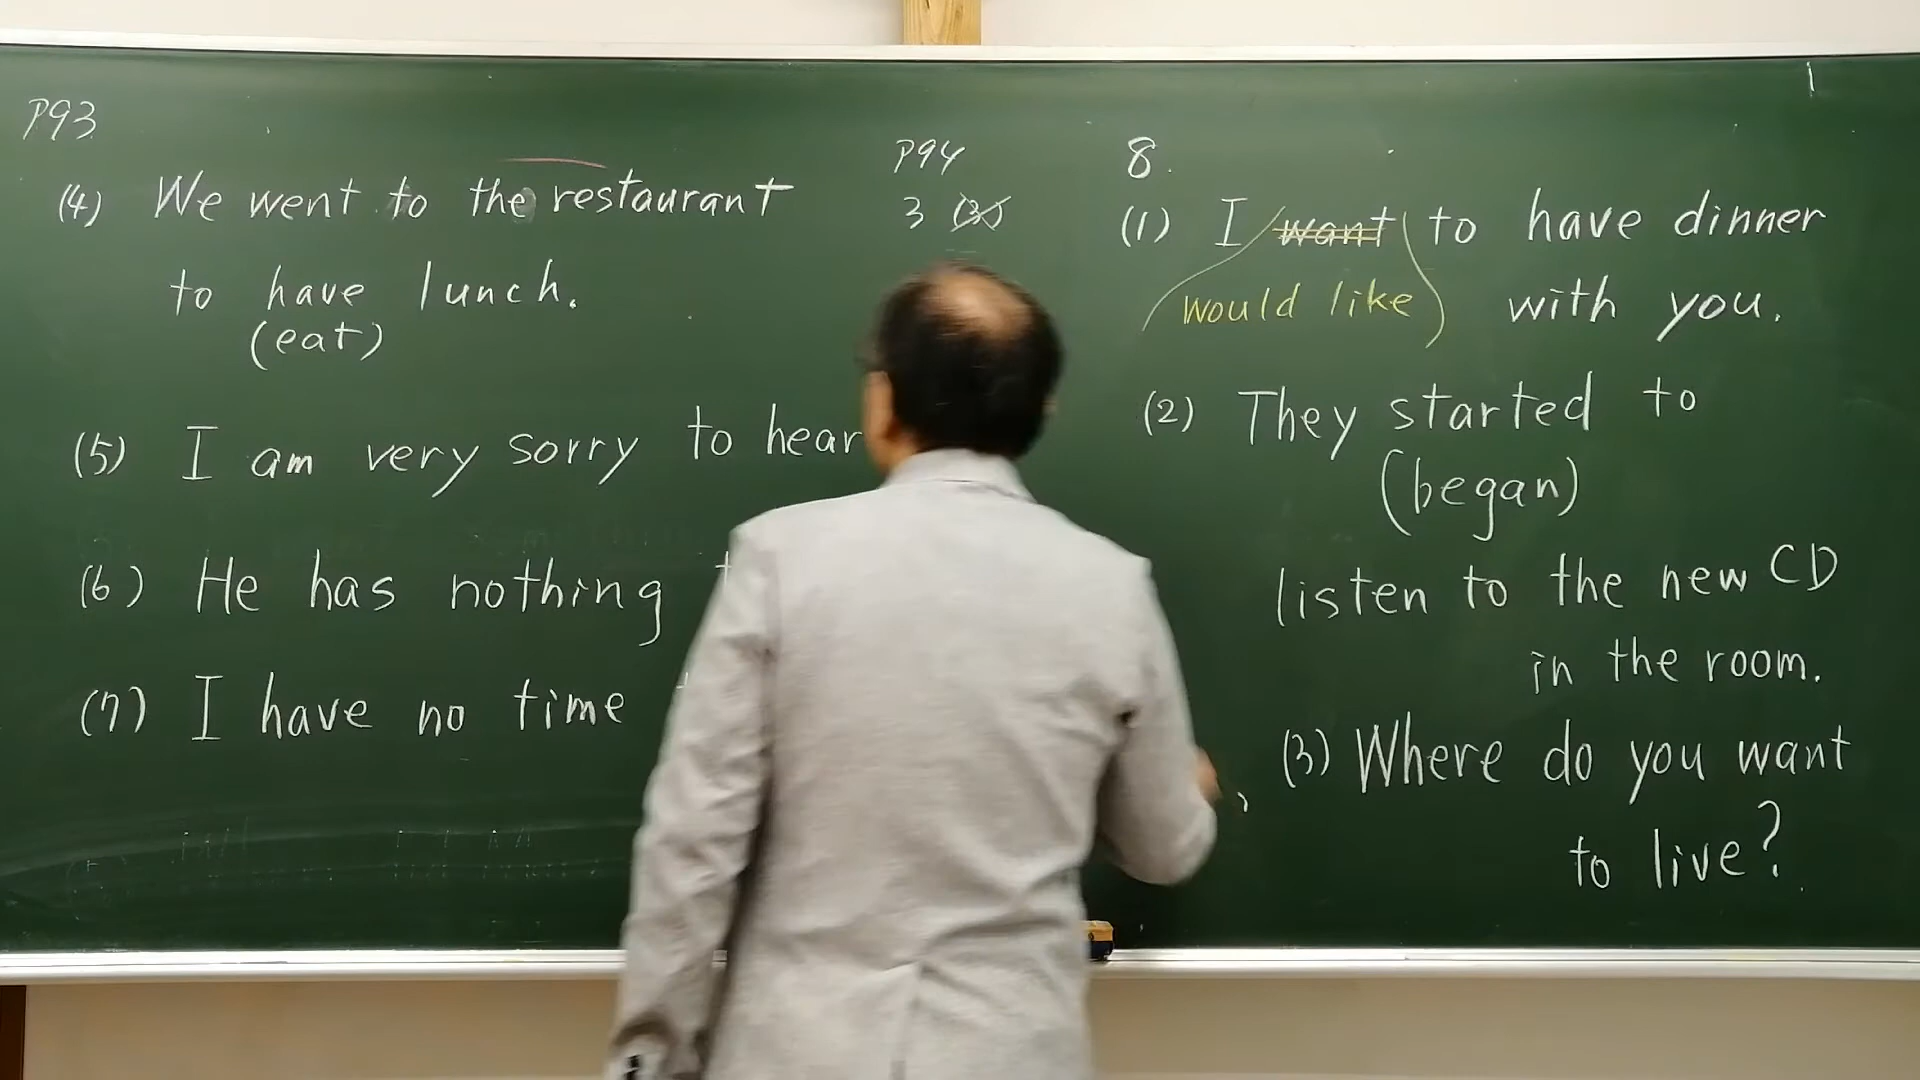 P93
(4) We went to the restaurant
to have lunch.
(eat)
(5) I am very sorry to hear
(6) He has nothing
(7) I have no time
P94
3 (3)
8.
(1) I want to have dinner
would like) with you.
(2) They started to
(began)
listen to the new CD
in the room.
(3) Where do you want
to live?